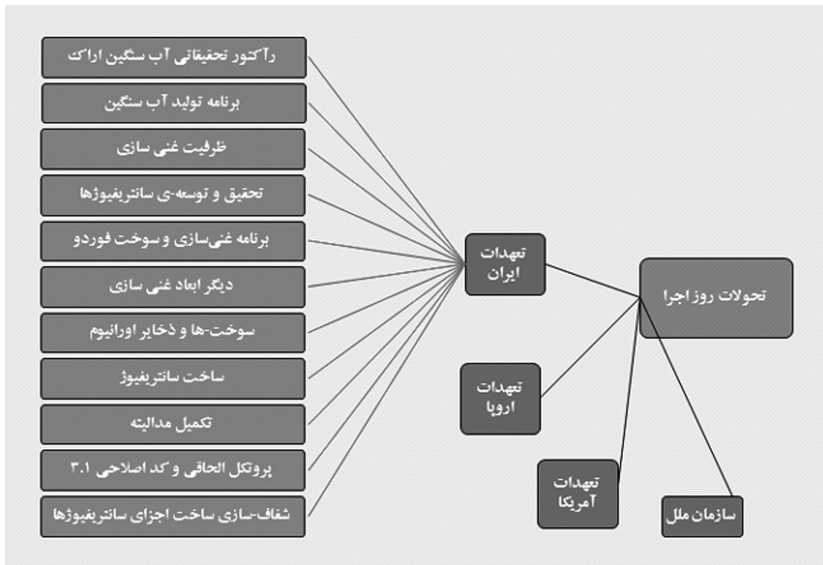 تحولات روز اجرا
تعهدات
ایران
تعهدات
اروپا
تعهدات
آمریکا
سازمان ملل
رآکتور تحقیقاتی آب سنگین اراک
برنامه تولید آب سنگین
ظرفیت غنی سازی
تحقیق و توسعه-ی سانتریفیوژها
برنامه غنی‌سازی و سوخت فوردو
دیگر ابعاد غنی سازی
سوخت-ها و ذخایر اورانیوم
ساخت سانتریفیوژ
تکمیل مدالیته
پروتکل الحاقی و کد اصلاحی ۳.۱
شفاف-سازی ساخت اجزای سانتریفیوژها